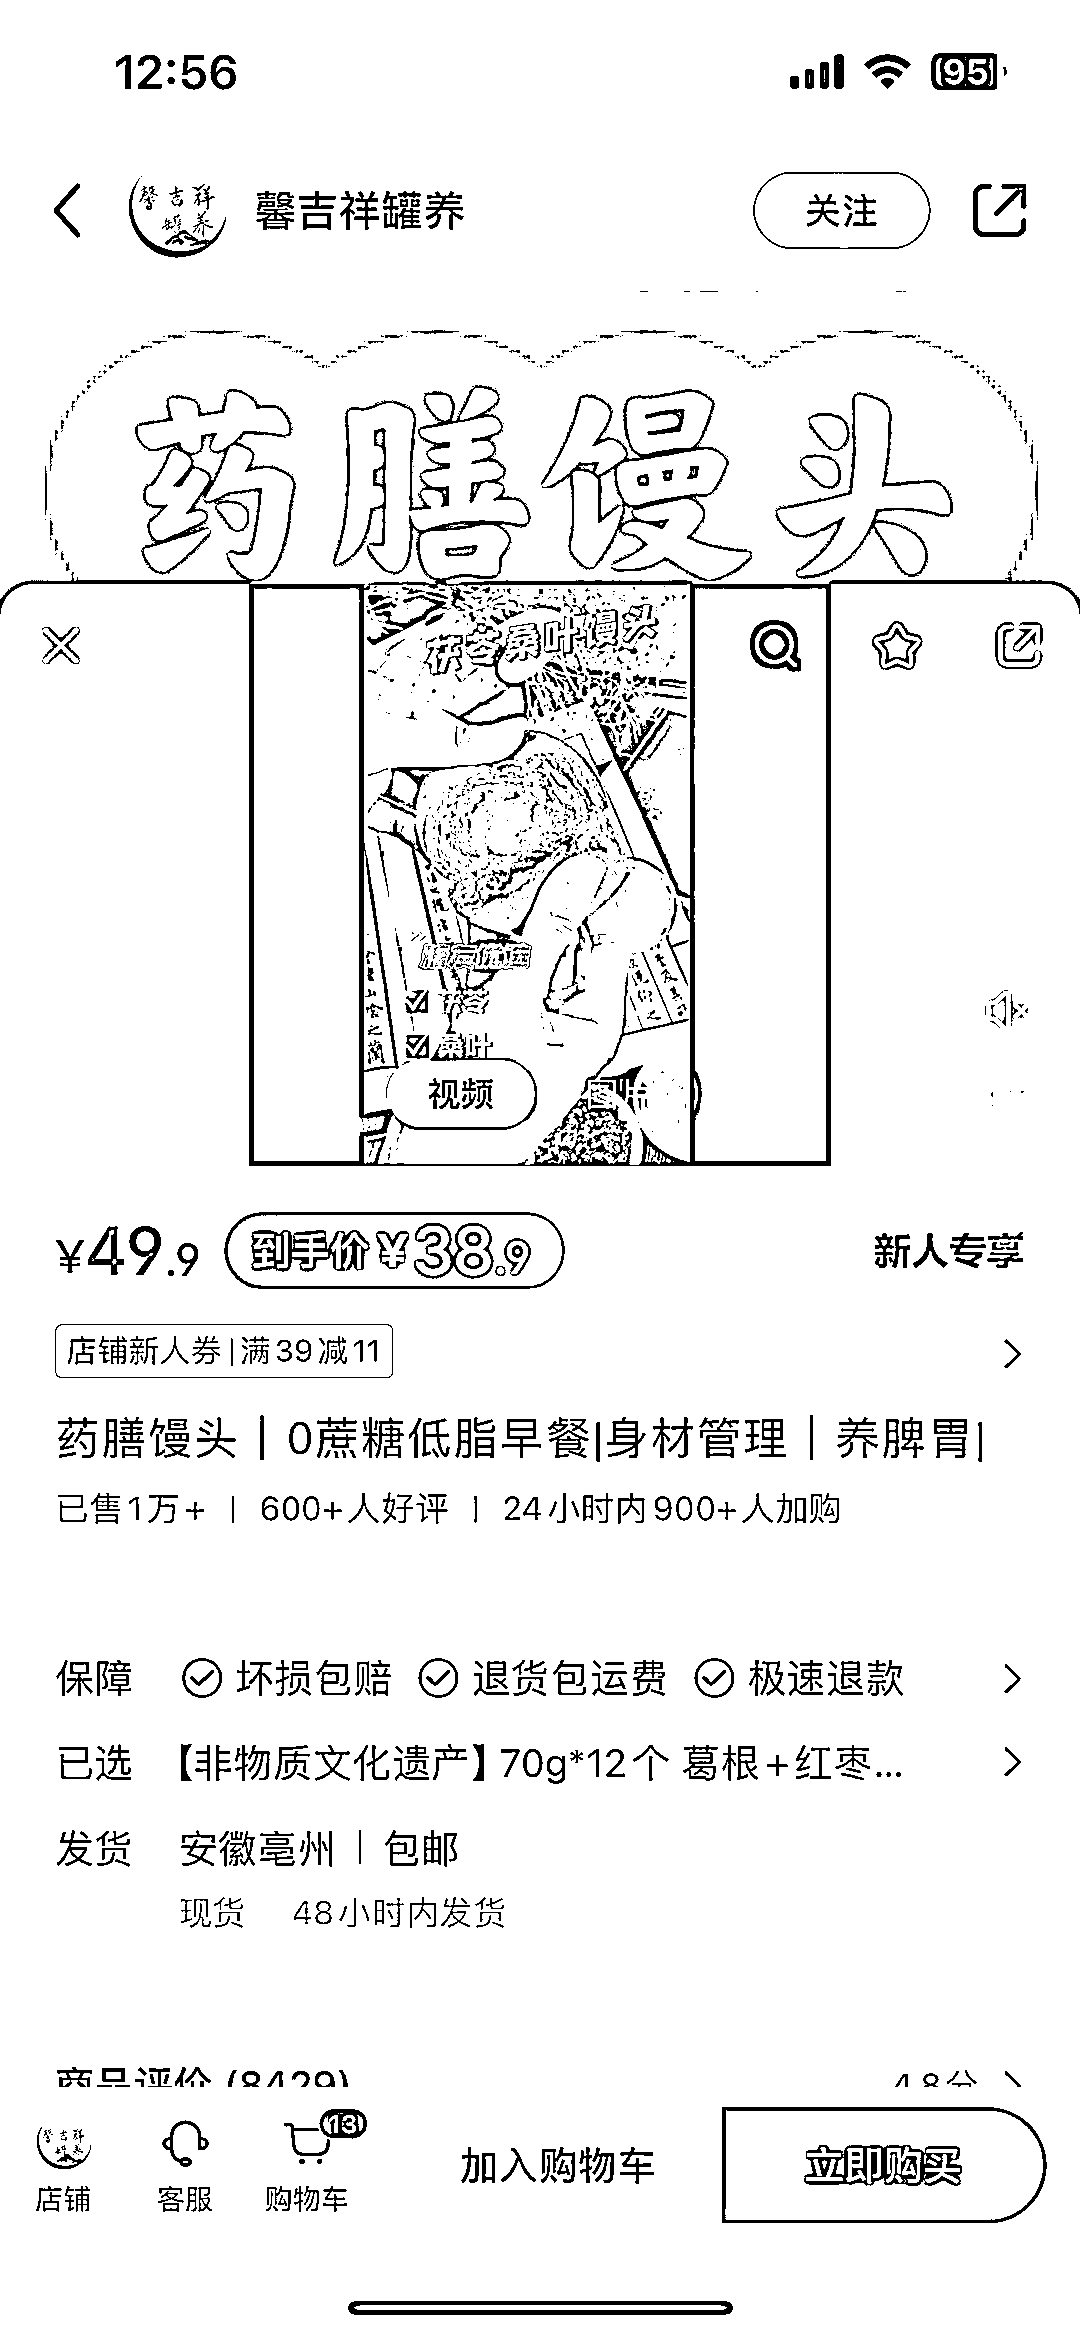 12:56
95
馨吉祥罐养
馨吉祥罐养
关注
药膳馒头
茯苓桑叶馒头
茯苓
桑叶
视频
图片
¥49.9 到手价¥38.9
新人专享
店铺新人券|满39减11
药膳馒头｜0蔗糖低脂早餐|身材管理｜养脾胃|
已售1万+ | 600+人好评 | 24小时内900+人加购
保障 坏损包赔 退货包运费 极速退款
已选 【非物质文化遗产】70g*12个 葛根+红枣...
发货 安徽亳州 | 包邮
现货 48小时内发货
商品评价 (8429)
4.8分
13
店铺 客服 购物车
加入购物车
立即购买